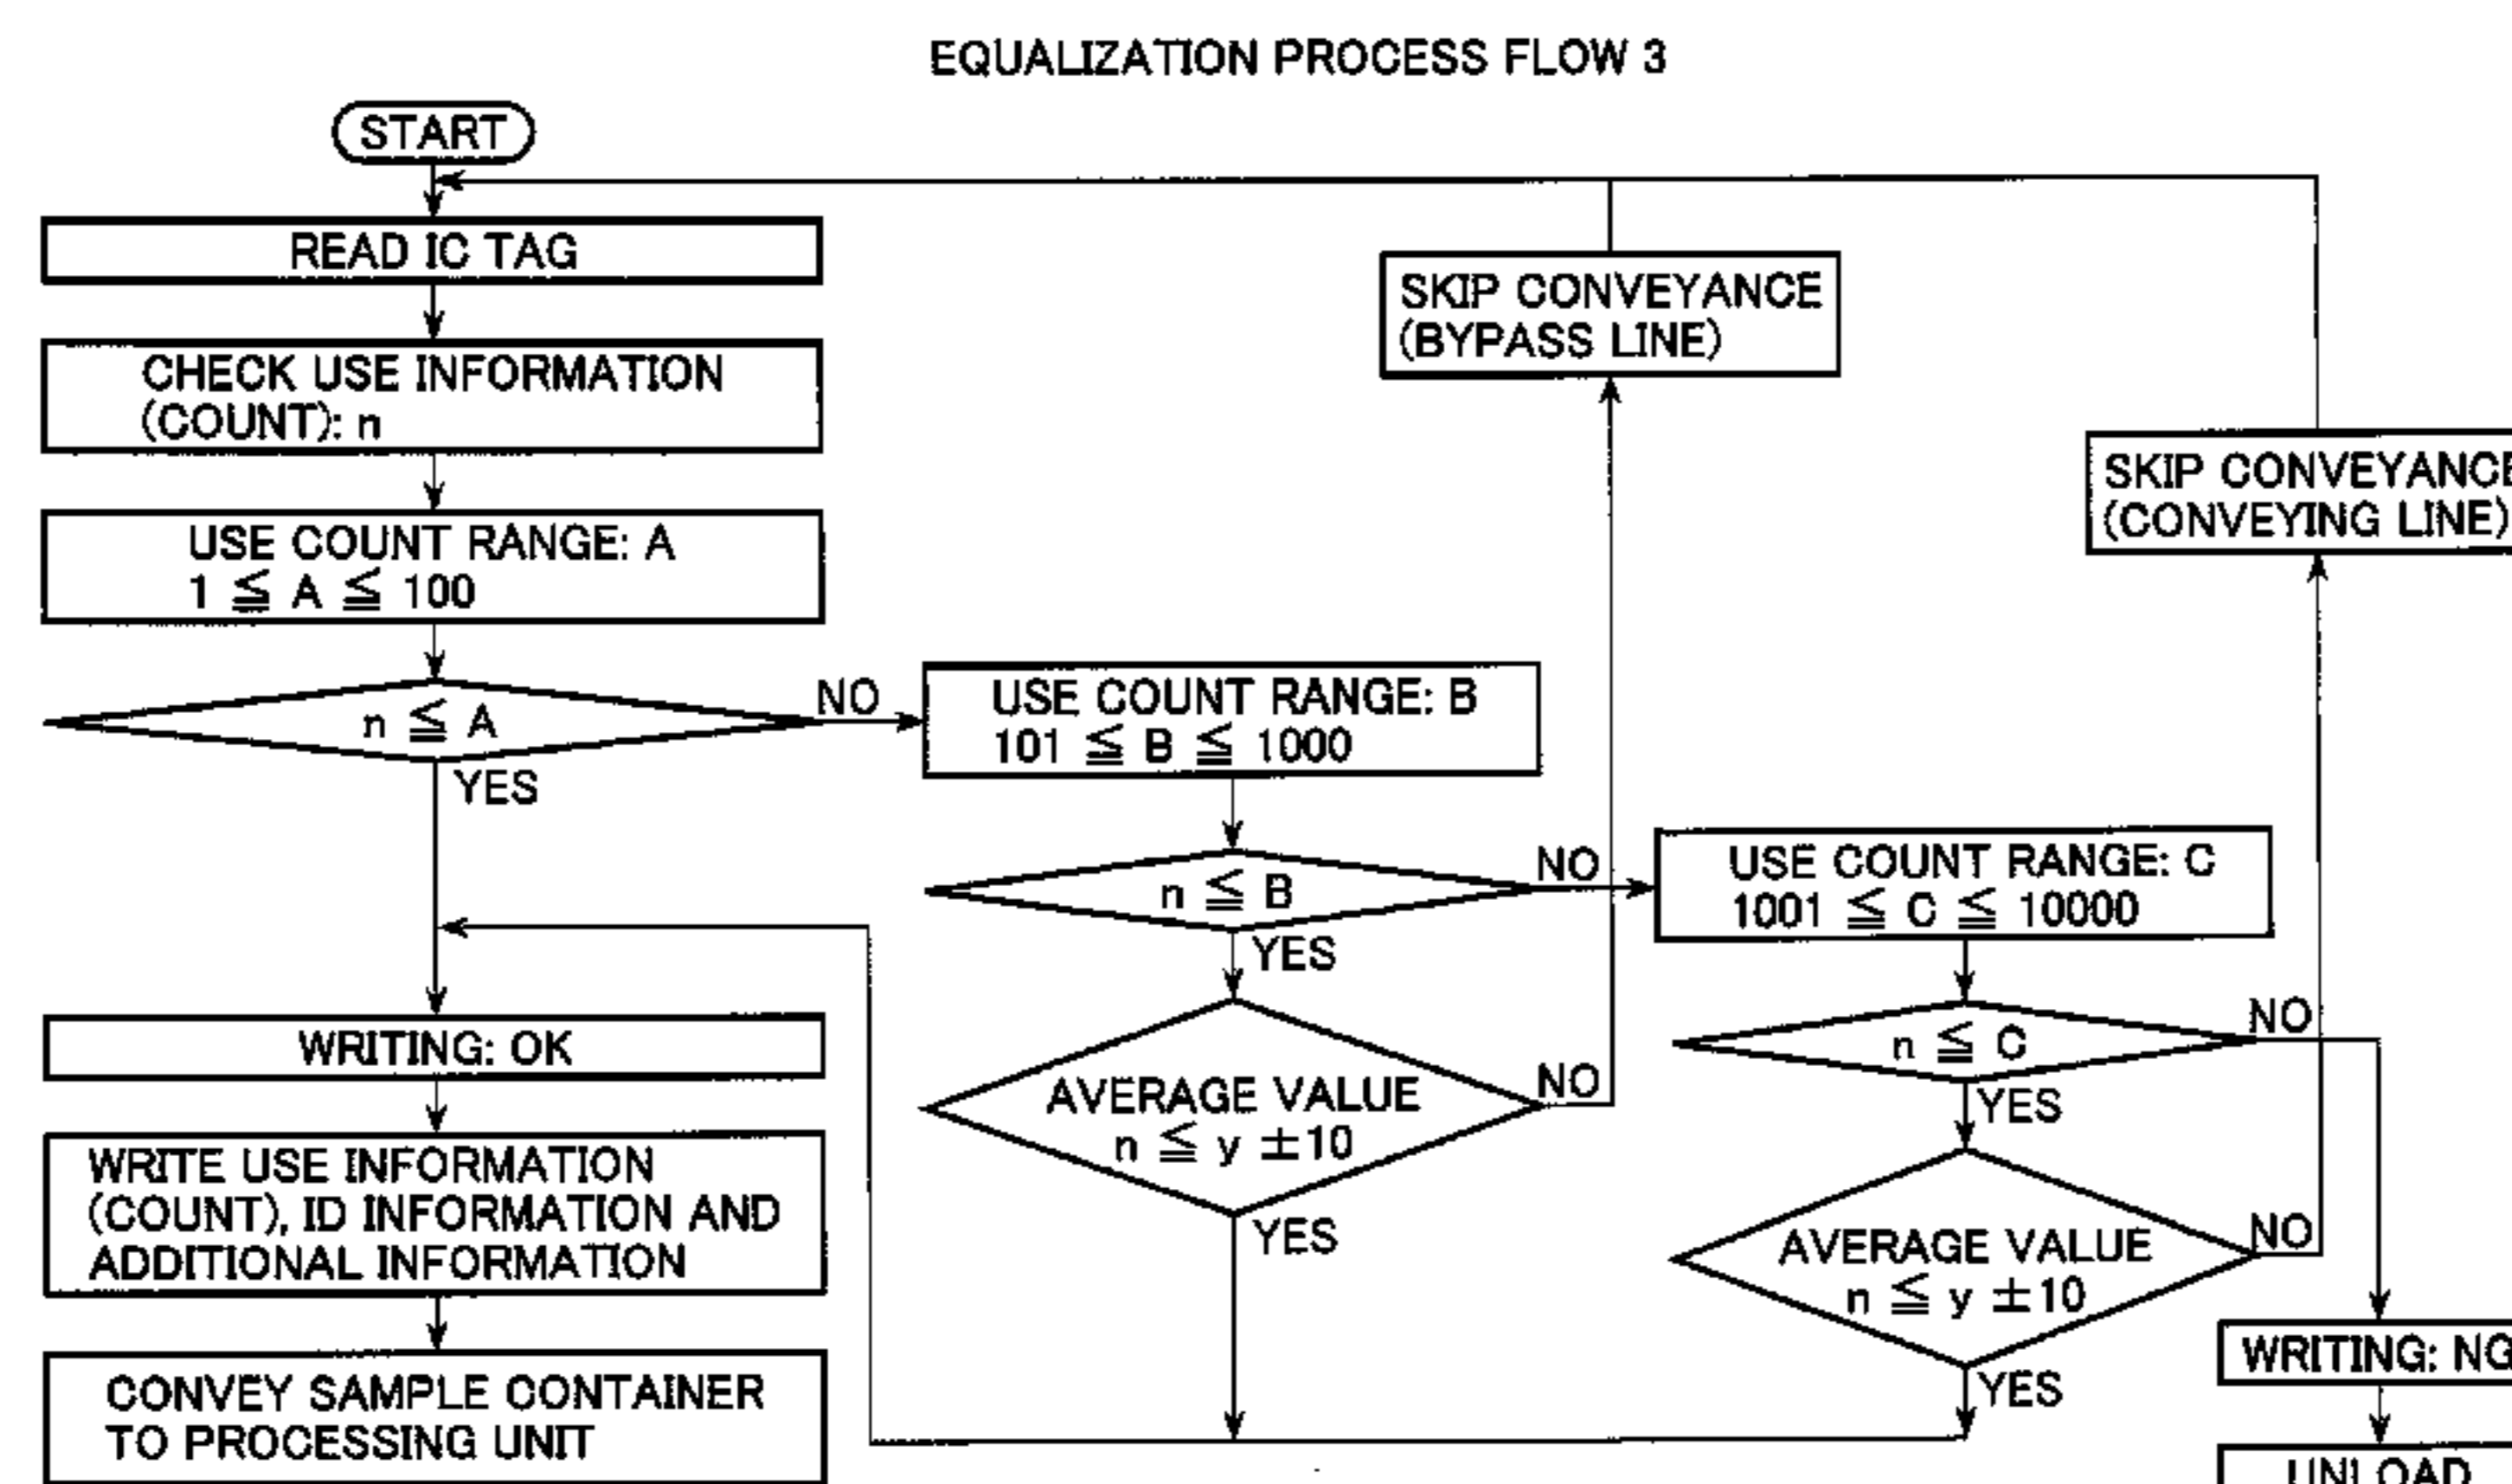 EQUALIZATION PROCESS FLOW 3
START
READ IC TAG
CHECK USE INFORMATION
(COUNT): n
USE COUNT RANGE: A
1 ≦ A ≦ 100
n ≦ A
NO
YES
USE COUNT RANGE: B
101 ≦ B ≦ 1000
n ≦ B
NO
YES
AVERAGE VALUE
n ≦ y ±10
NO
YES
SKIP CONVEYANCE
(BYPASS LINE)
USE COUNT RANGE: C
1001 ≦ C ≦ 10000
n ≦ C
NO
YES
AVERAGE VALUE
n ≦ y ±10
NO
YES
SKIP CONVEYANCE
(CONVEYING LINE)
WRITING: NG
UNLOAD
WRITING: OK
WRITE USE INFORMATION
(COUNT), ID INFORMATION AND
ADDITIONAL INFORMATION
CONVEY SAMPLE CONTAINER
TO PROCESSING UNIT